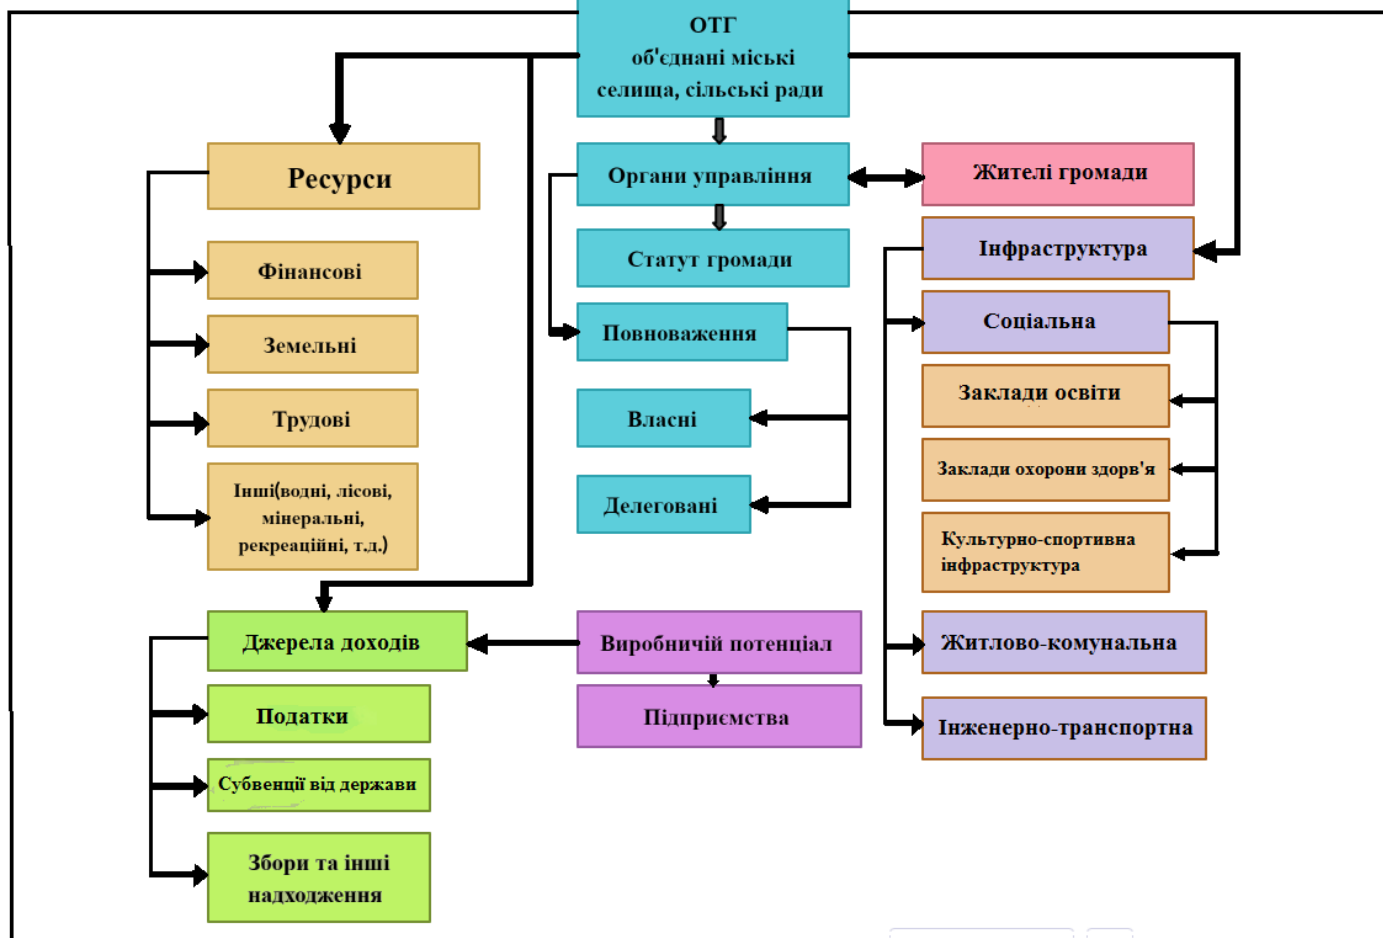 ОТГ
об'єднані міські
селища, сільські ради
Ресурси
Фінансові
Земельні
Трудові
Інші(водні, лісові,
мінеральні,
рекреаційні, т.д.)
Джерела доходів
Податки
Субвенції від держави
Збори та інші
надходження
Органи управління
Статут громади
Повноваження
Власні
Делеговані
Виробничій потенціал
Підприємства
Жителі громади
Інфраструктура
Соціальна
Заклади освіти
Заклади охорони здорв'я
Культурно-спортивна
інфраструктура
Житлово-комунальна
Інженерно-транспортна